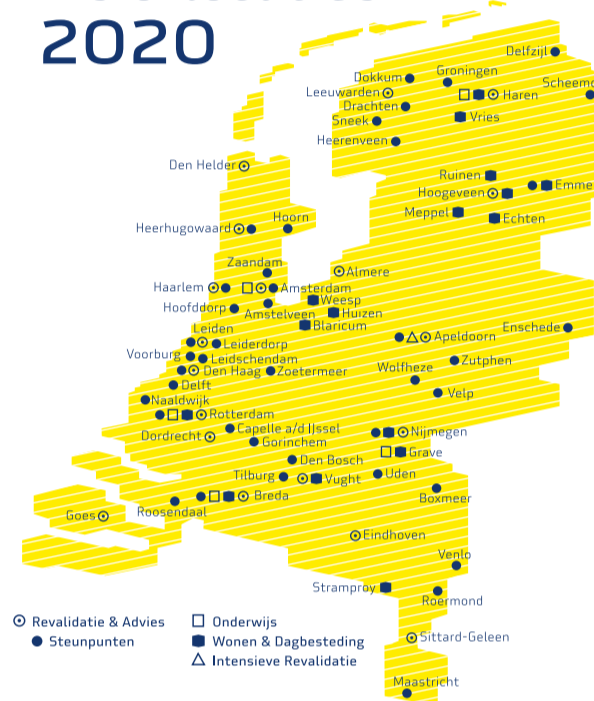 2020
Delfzijl
Groningen
Dokkum
Scheemd
Leeuwarden
Haren
Drachten
Sneek
Vries
Heerenveen
Den Helder
Ruinen
Emme
Hoogeveen
Meppel
Echten
Hoorn
Heerhugowaard
Zaandam
Almere
Haarlem
Amsterdam
Weesp
Hoofddorp
Amstelveen
Huizen
Blaricum
Leiden
Enschede
Leiderdorp
Apeldoorn
Voorburg
Leidschendam
Zutphen
Wolfheze
Den Haag
Zoetermeer
Delft
Velp
Naaldwijk
Rotterdam
Capelle a/d IJssel
Nijmegen
Dordrecht
Gorinchem
Grave
Den Bosch
Tilburg
Vught
Uden
Breda
Boxmeer
Roosendaal
Goes
Eindhoven
Venlo
Stramproy
Roermond
Revalidatie & Advies
Onderwijs
Sittard-Geleen
Steunpunten
Wonen & Dagbesteding
Intensieve Revalidatie
Maastricht